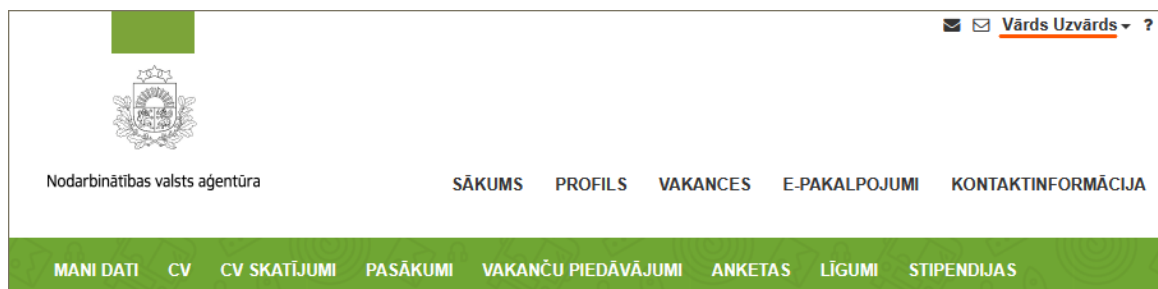 Vārds Uzvārds ?
Nodarbinātības valsts aģentūra
SĀKUMS PROFILS VAKANCES E-PAKALPOJUMI KONTAKTINFORMĀCIJA
MANI DATI CV CV SKATĪJUMI PASĀKUMI VAKANČU PIEDĀVĀJUMI ANKETAS LĪGUMI STIPENDIJAS